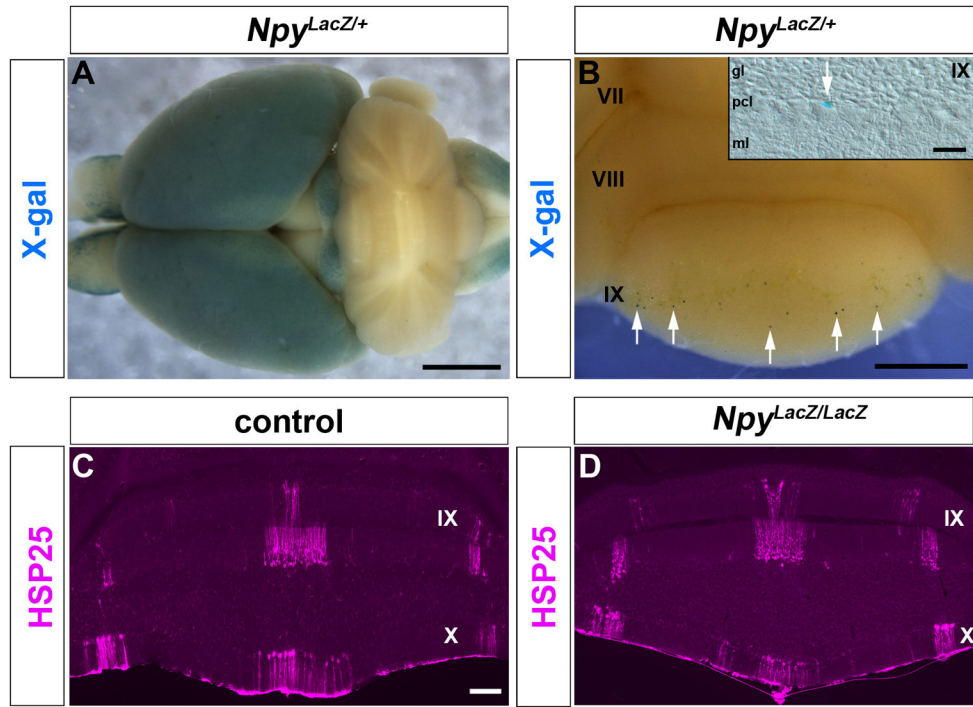 Npy^LacZ/+
Npy^LacZ/+
X-gal
A
X-gal
B
VII
VIII
IX
gl
pcl
ml
IX
control
Npy^LacZ/LacZ
HSP25
C
IX
X
HSP25
D
IX
X